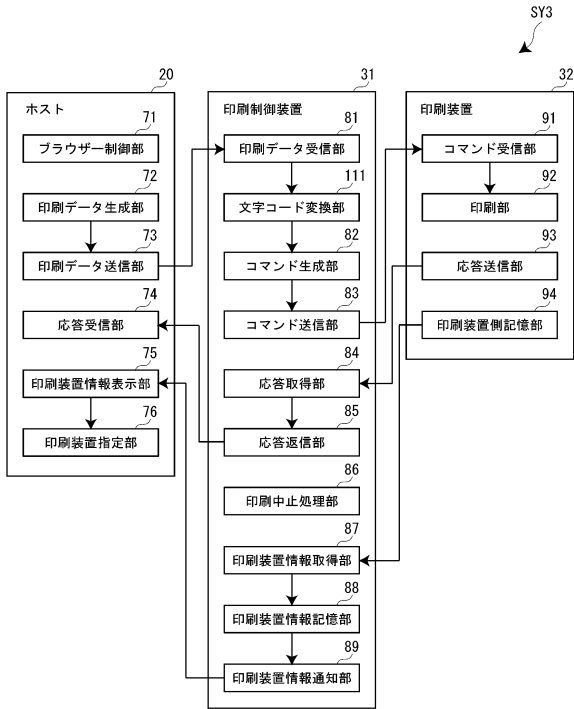 SY3
20
ホスト
71
ブラウザー制御部
72
印刷データ生成部
73
印刷データ送信部
74
応答受信部
75
印刷装置情報表示部
76
印刷装置指定部
31
印刷制御装置
81
印刷データ受信部
111
文字コード変換部
82
コマンド生成部
83
コマンド送信部
84
応答取得部
85
応答返信部
86
印刷中止処理部
87
印刷装置情報取得部
88
印刷装置情報記憶部
89
印刷装置情報通知部
32
印刷装置
91
コマンド受信部
92
印刷部
93
応答送信部
94
印刷装置側記憶部